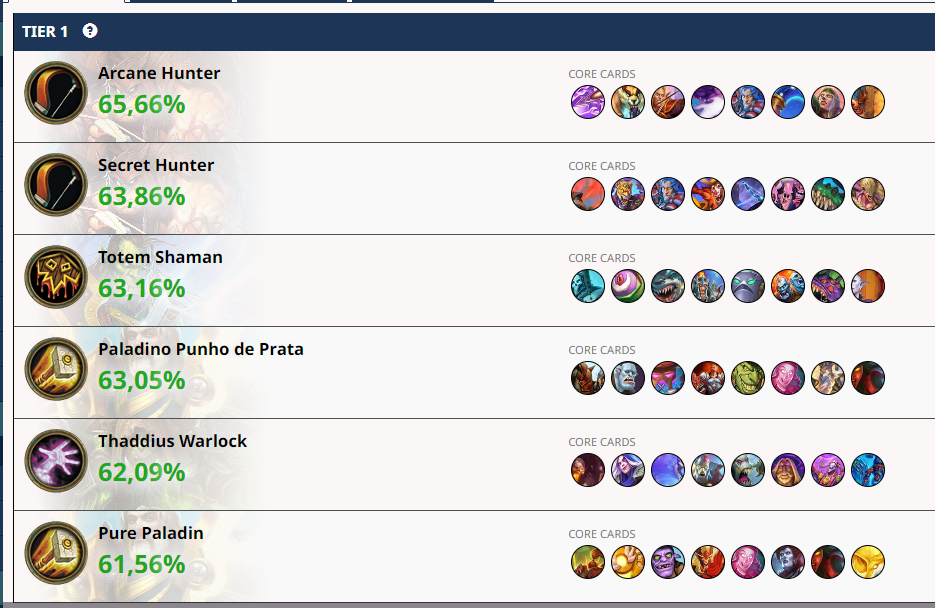 TIER 1 ?
Arcane Hunter
65,66%
CORE CARDS
Secret Hunter
63,86%
CORE CARDS
Totem Shaman
63,16%
CORE CARDS
Paladino Punho de Prata
63,05%
CORE CARDS
Thaddius Warlock
62,09%
CORE CARDS
Pure Paladin
61,56%
CORE CARDS